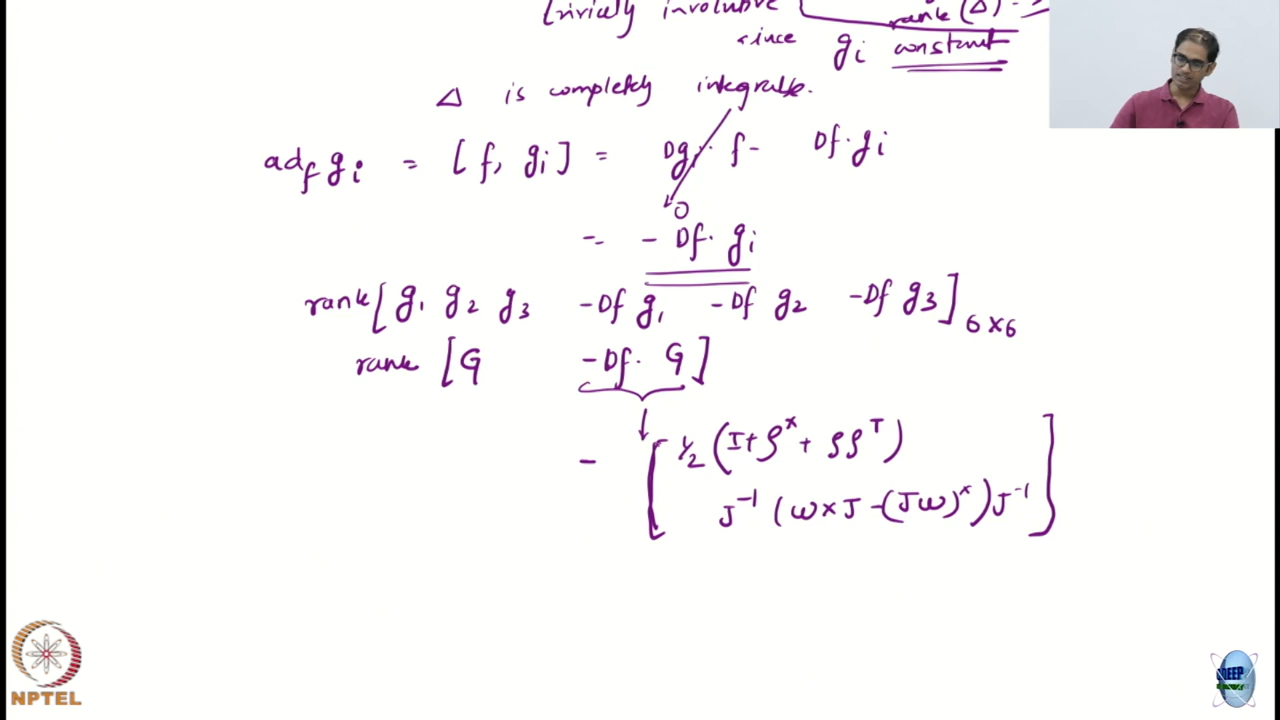 trivially involutive rank(Δ) =
since gi constant
Δ is completely integrable.
ad_f gi = [f, gi] = Dgi · f - Df · gi
0
= - Df · gi
rank [g1 g2 g3 -Df g1 -Df g2 -Df g3] 6×6
rank [G -Df · G]
- [ 1/2 (I + ρ^× + ρρ^T)
J^-1 (ω × J - (Jω)^×) J^-1 ]
NPTEL